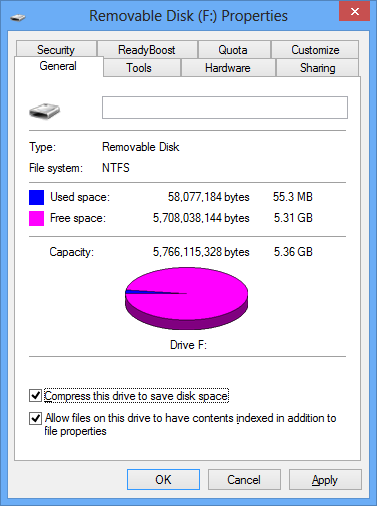 Removable Disk (F:) Properties
Security ReadyBoost Quota Customize
General Tools Hardware Sharing
Type: Removable Disk
File system: NTFS
Used space: 58,077,184 bytes 55.3 MB
Free space: 5,708,038,144 bytes 5.31 GB
Capacity: 5,766,115,328 bytes 5.36 GB
Drive F:
Compress this drive to save disk space
Allow files on this drive to have contents indexed in addition to
file properties
OK Cancel Apply